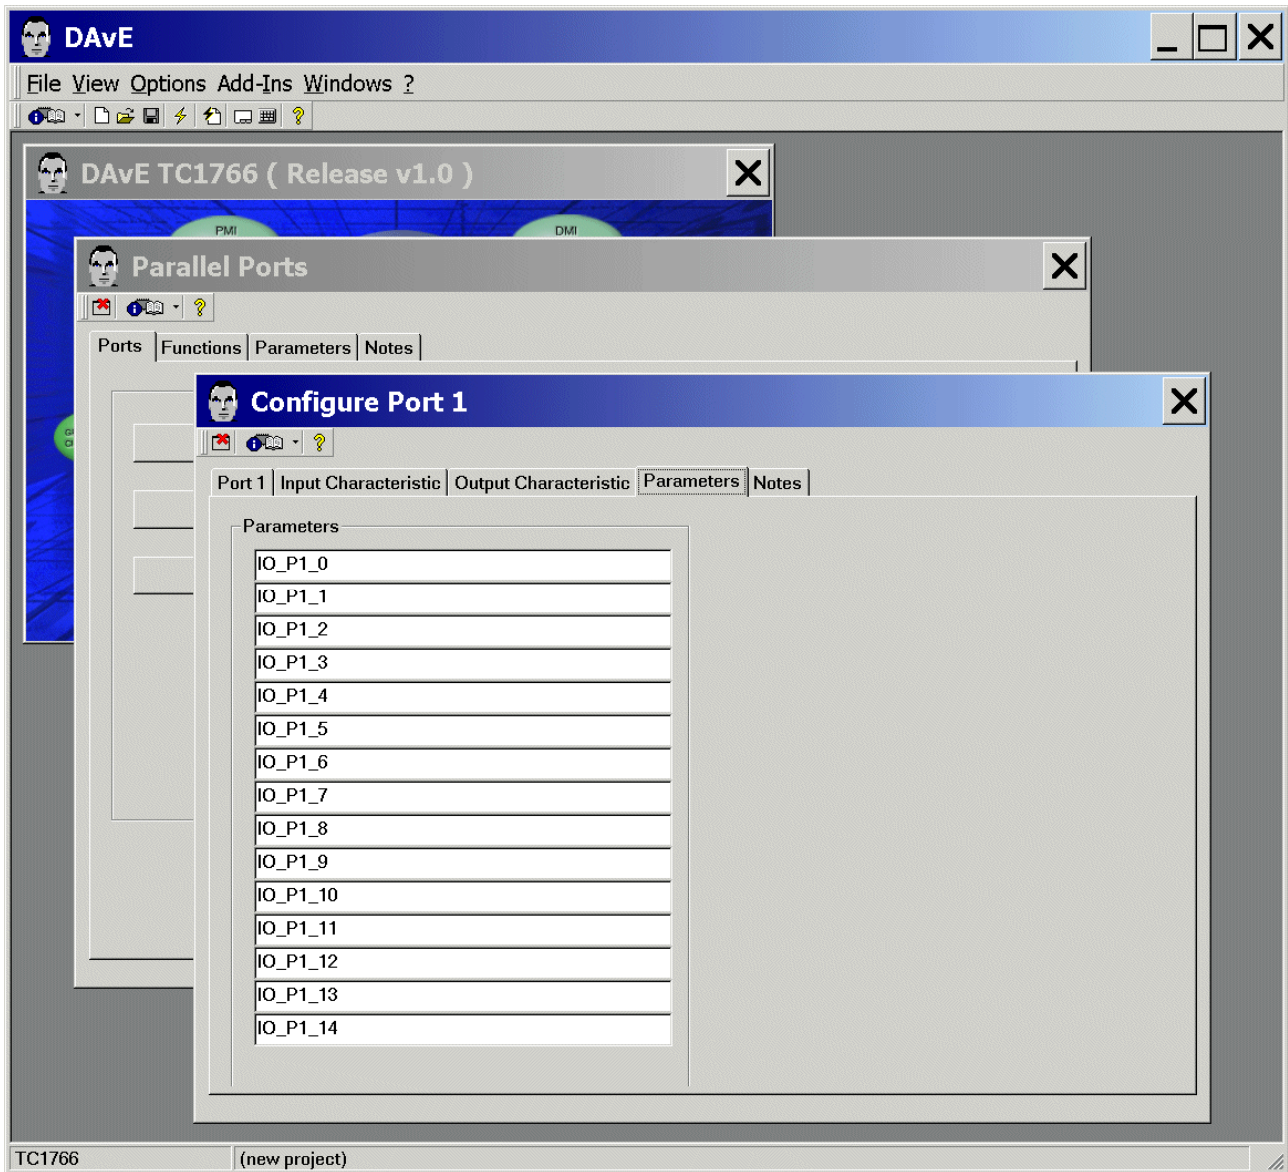 DAvE
File View Options Add-Ins Windows ?
DAvE TC1766 ( Release v1.0 )
PMI DMI
Parallel Ports
Ports Functions Parameters Notes
Configure Port 1
Port 1 Input Characteristic Output Characteristic Parameters Notes
Parameters
IO_P1_0
IO_P1_1
IO_P1_2
IO_P1_3
IO_P1_4
IO_P1_5
IO_P1_6
IO_P1_7
IO_P1_8
IO_P1_9
IO_P1_10
IO_P1_11
IO_P1_12
IO_P1_13
IO_P1_14
TC1766 (new project)